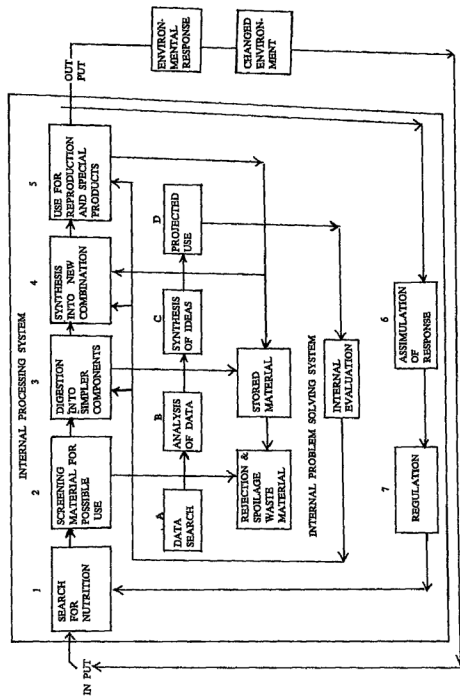 INTERNAL PROCESSING SYSTEM
1
SEARCH
FOR
NUTRITION
2
SCREENING
MATERIAL FOR
POSSIBLE
USE
3
DIGESTION
INTO
SIMPLER
COMPONENTS
4
SYNTHESIS
INTO NEW
COMBINATION
5
USE FOR
REPRODUCTION
AND SPECIAL
PRODUCTS
IN PUT
OUT
PUT
ENVIRON-
MENTAL
RESPONSE
CHANGED
ENVIRON-
MENT
A
DATA
SEARCH
B
ANALYSIS
OF DATA
C
SYNTHESIS
OF IDEAS
D
PROJECTED
USE
REJECTION &
SPOILAGE
WASTE
MATERIAL
STORED
MATERIAL
INTERNAL PROBLEM SOLVING SYSTEM
INTERNAL
EVALUATION
7
REGULATION
6
ASSIMULATION
OF
RESPONSE